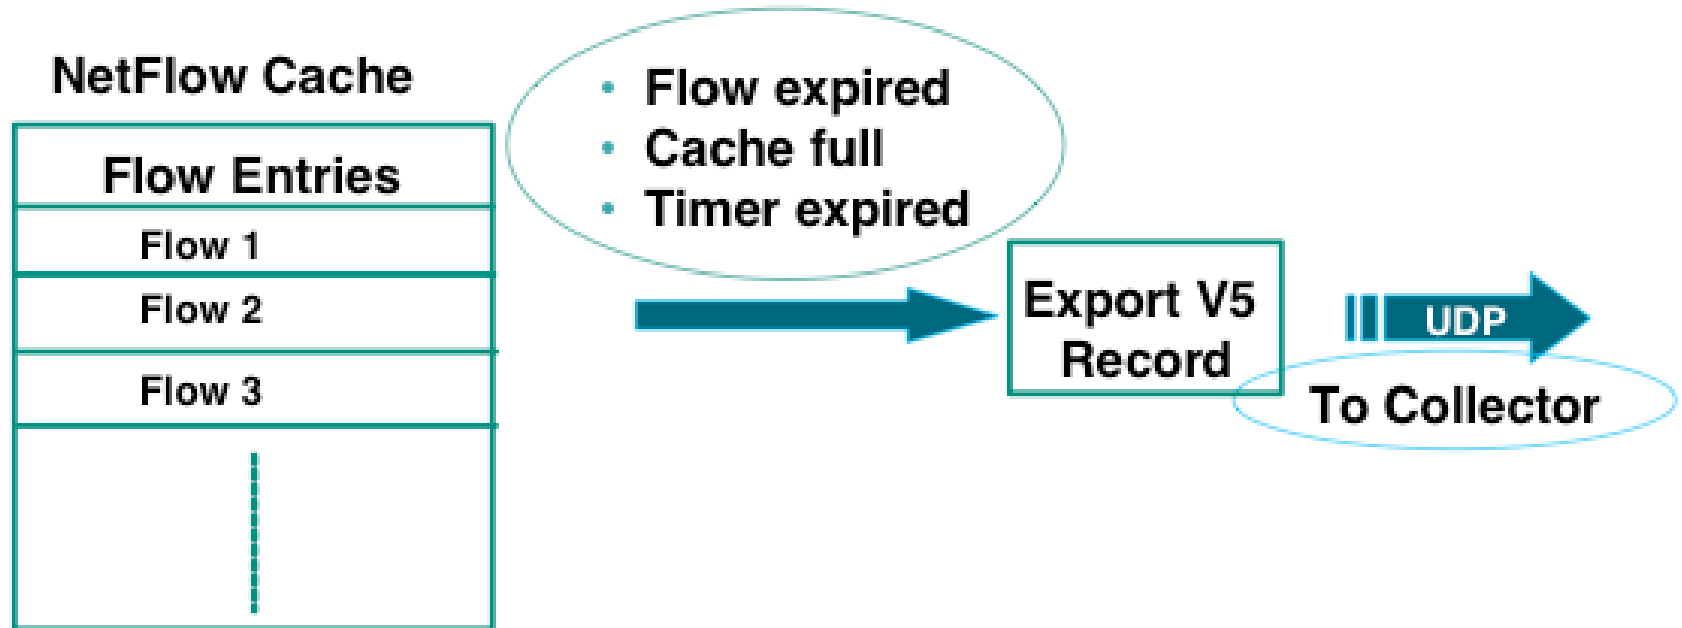 NetFlow Cache
Flow Entries
Flow 1
Flow 2
Flow 3
• Flow expired
• Cache full
• Timer expired
Export V5
Record
UDP
To Collector